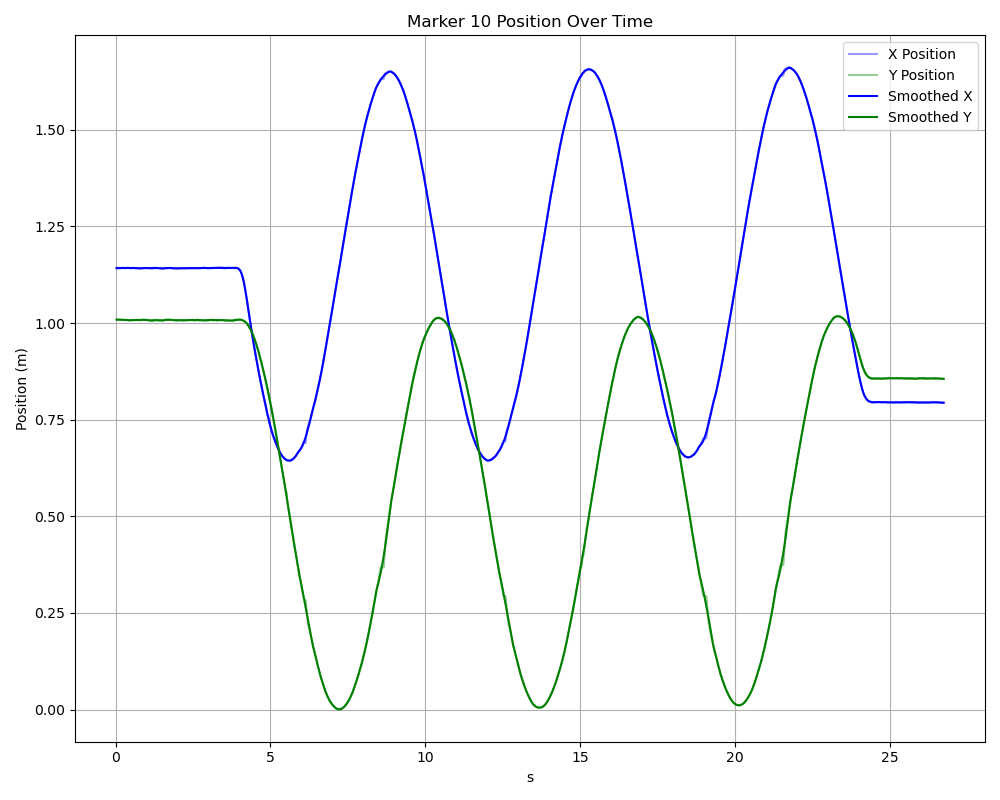 Marker 10 Position Over Time
X Position
Y Position
Smoothed X
Smoothed Y
Position (m)
1.50
1.25
1.00
0.75
0.50
0.25
0.00
0
5
10
15
20
25
s